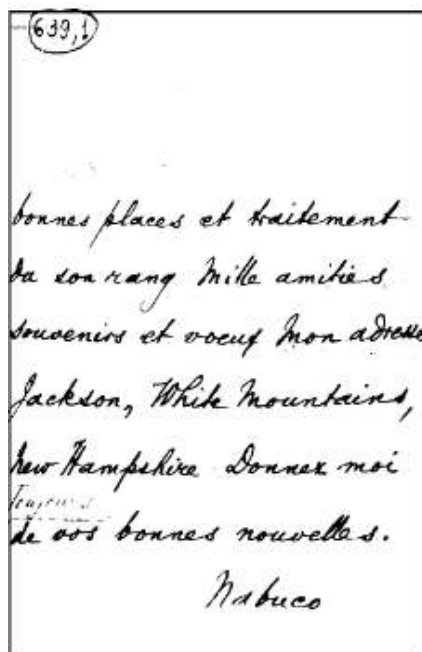 639,1
bonnes places et traitement
du son rang Mille amitiés
souvenirs et voeux Mon adresse
Jackson, White Mountains,
New Hampshire Donnez moi
Toujours
de vos bonnes nouvelles.
Nabuco